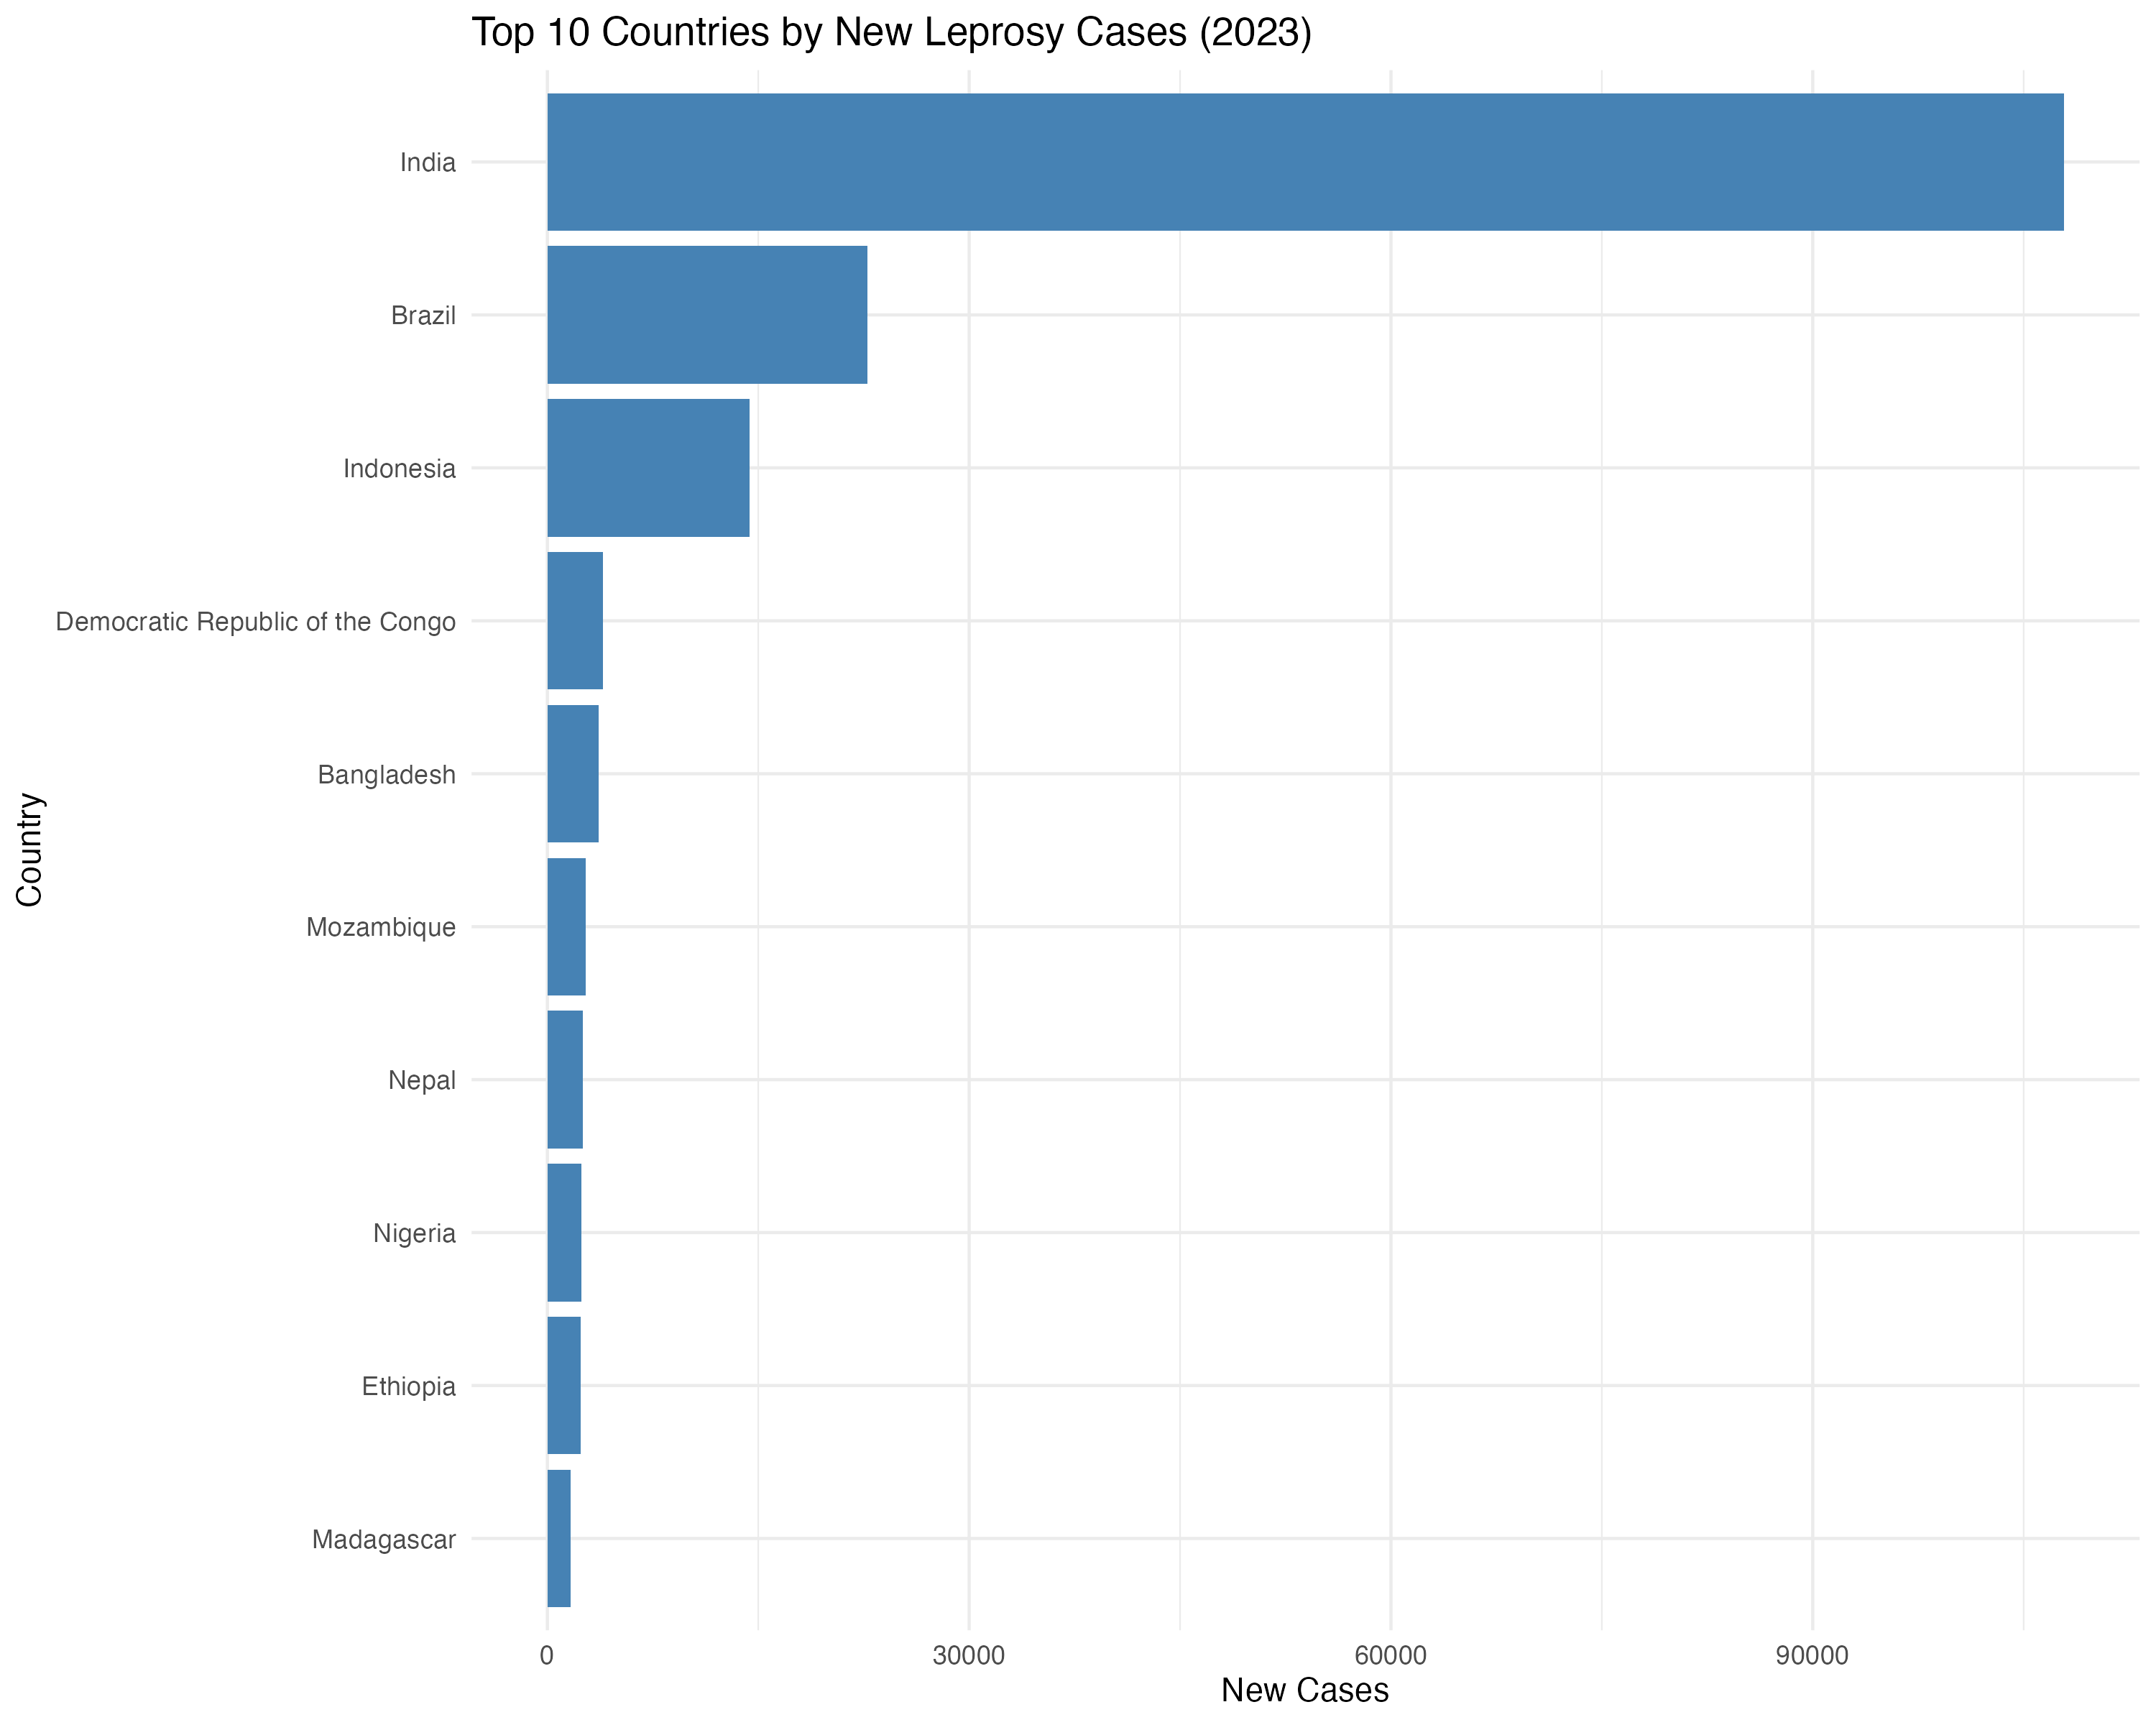 Top 10 Countries by New Leprosy Cases (2023)
Country
India
Brazil
Indonesia
Democratic Republic of the Congo
Bangladesh
Mozambique
Nepal
Nigeria
Ethiopia
Madagascar
0 30000 60000 90000
New Cases